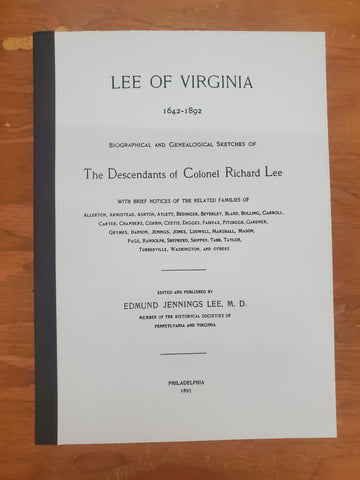 LEE OF VIRGINIA
1642-1892
Biographical and Genealogical Sketches of
The Descendants of Colonel Richard Lee
WITH BRIEF NOTICES OF THE RELATED FAMILIES OF
Allerton, Armistead, Ashton, Aylett, Bedinger, Beverley, Bland, Bolling, Carroll,
Carter, Chambers, Corbin, Custis, Digges, Fairfax, Fitzhugh, Gardner,
Grymes, Hanson, Jenings, Jones, Ludwell, Marshall, Mason,
Page, Randolph, Shepherd, Shippen, Tabb, Taylor,
Turberville, Washington, and others
EDITED AND PUBLISHED BY
EDMUND JENNINGS LEE, M. D.
MEMBER OF THE HISTORICAL SOCIETIES OF
PENNSYLVANIA AND VIRGINIA
PHILADELPHIA
1895